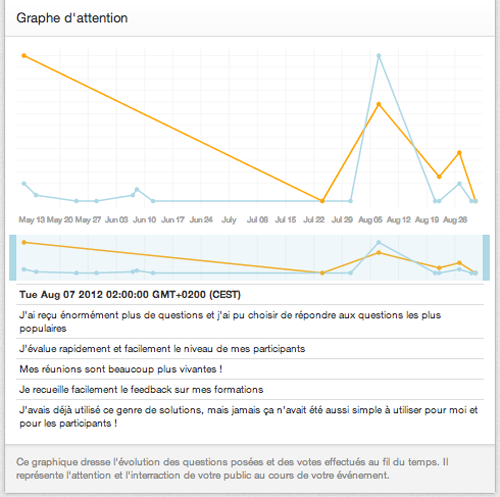 Graphe d'attention
May 13 May 20 May 27 Jun 03 Jun 10 Jun 17 Jun 24 July Jul 08 Jul 15 Jul 22 Jul 29 Aug 05 Aug 12 Aug 19 Aug 28
Tue Aug 07 2012 02:00:00 GMT+0200 (CEST)
J'ai reçu énormément plus de questions et j'ai pu choisir de répondre aux questions les plus
populaires
J'évalue rapidement et facilement le niveau de mes participants
Mes réunions sont beaucoup plus vivantes !
Je recueille facilement le feedback sur mes formations
J'avais déjà utilisé ce genre de solutions, mais jamais ça n'avait été aussi simple à utiliser pour moi et
pour les participants !
Ce graphique dresse l'évolution des questions posées et des votes effectués au fil du temps. Il
représente l'attention et l'interraction de votre public au cours de votre événement.